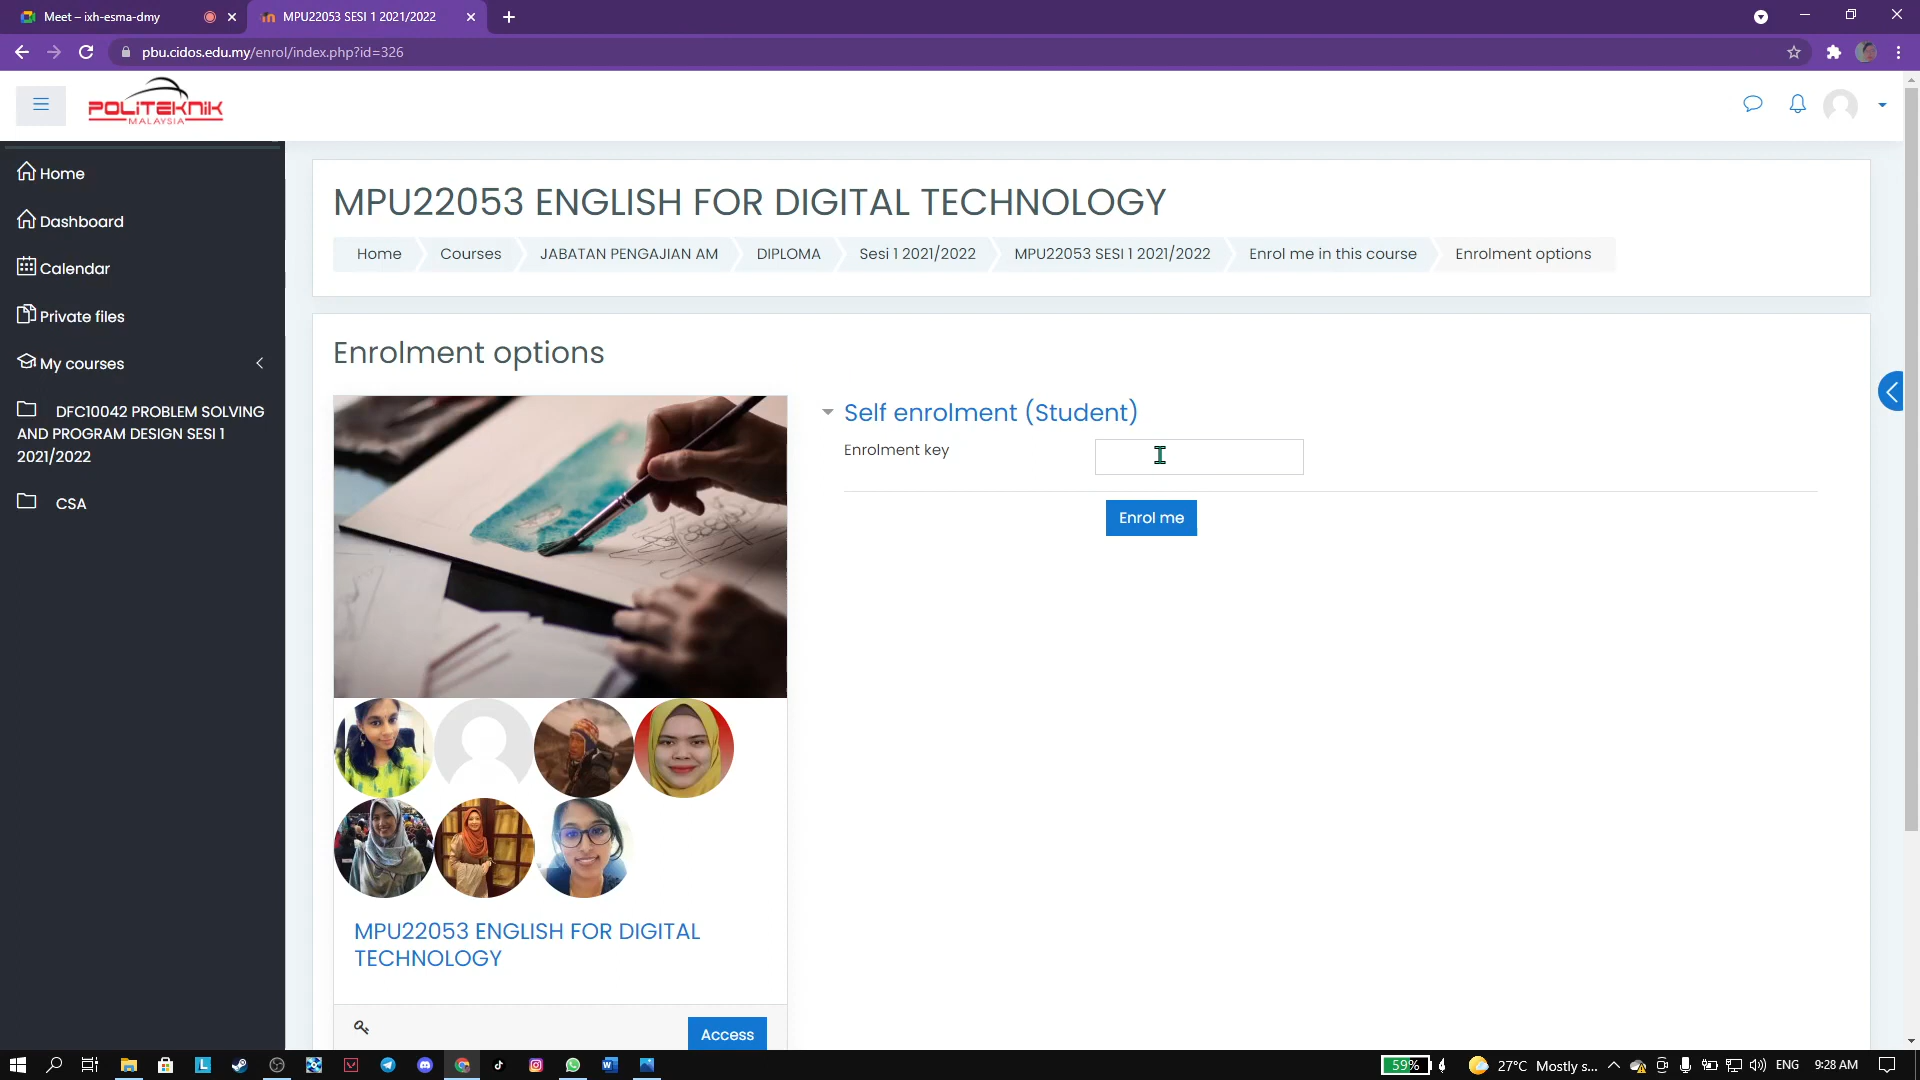 Meet – ixh-esma-dmy
MPU22053 SESI 1 2021/2022
pbu.cidos.edu.my/enrol/index.php?id=326
POLITEKNIK
MALAYSIA
Home
Dashboard
Calendar
Private files
My courses
DFC10042 PROBLEM SOLVING
AND PROGRAM DESIGN SESI 1
2021/2022
CSA
MPU22053 ENGLISH FOR DIGITAL TECHNOLOGY
Home
Courses
JABATAN PENGAJIAN AM
DIPLOMA
Sesi 1 2021/2022
MPU22053 SESI 1 2021/2022
Enrol me in this course
Enrolment options
Enrolment options
Self enrolment (Student)
Enrolment key
Enrol me
MPU22053 ENGLISH FOR DIGITAL
TECHNOLOGY
Access
59%
27°C Mostly s...
ENG
9:28 AM